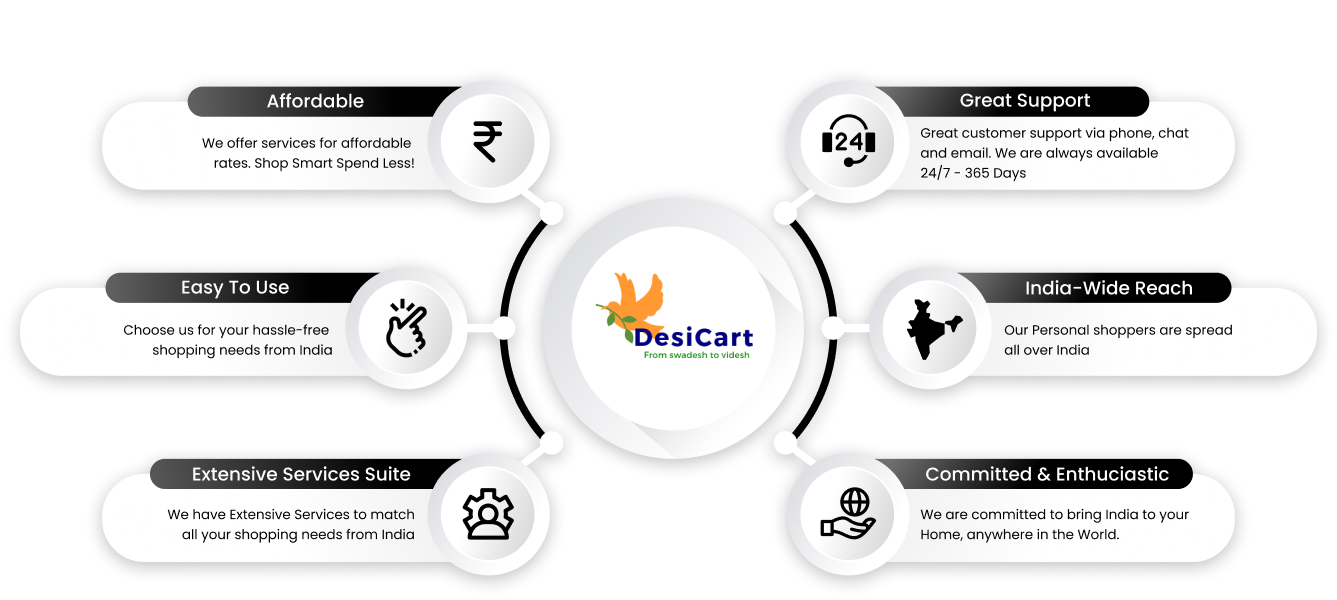 Affordable
We offer services for affordable
rates. Shop Smart Spend Less!
Easy To Use
Choose us for your hassle-free
shopping needs from India
Extensive Services Suite
We have Extensive Services to match
all your shopping needs from India
₹
DesiCart
From swadesh to videsh
24
Great Support
Great customer support via phone, chat
and email. We are always available
24/7 - 365 Days
India-Wide Reach
Our Personal shoppers are spread
all over India
Committed & Enthuciastic
We are committed to bring India to your
Home, anywhere in the World.